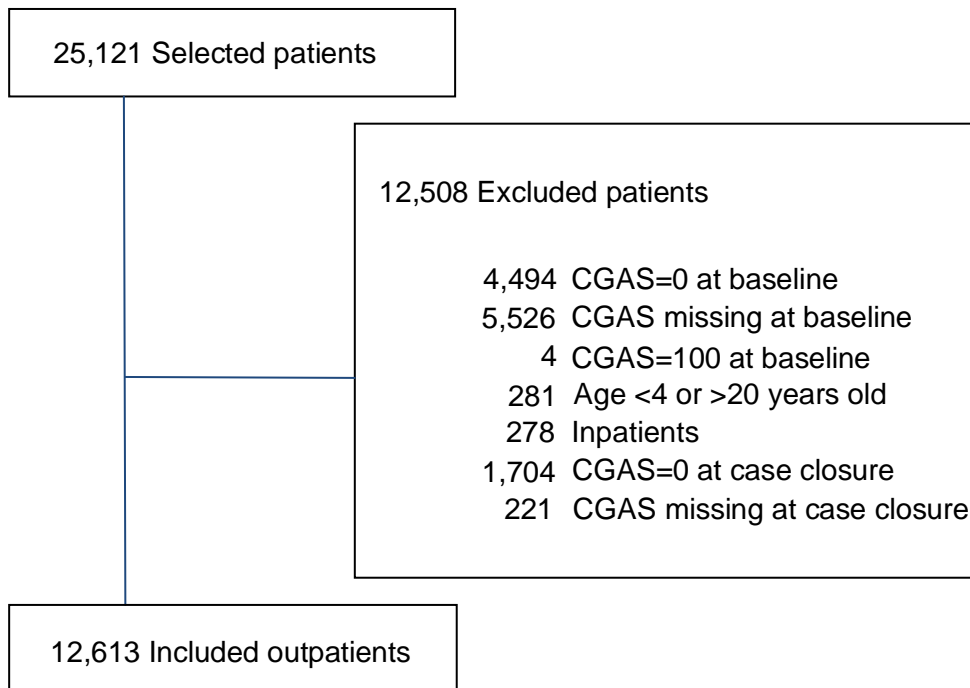 25,121 Selected patients
12,508 Excluded patients
4,494 CGAS=0 at baseline
5,526 CGAS missing at baseline
4 CGAS=100 at baseline
281 Age <4 or >20 years old
278 Inpatients
1,704 CGAS=0 at case closure
221 CGAS missing at case closure
12,613 Included outpatients